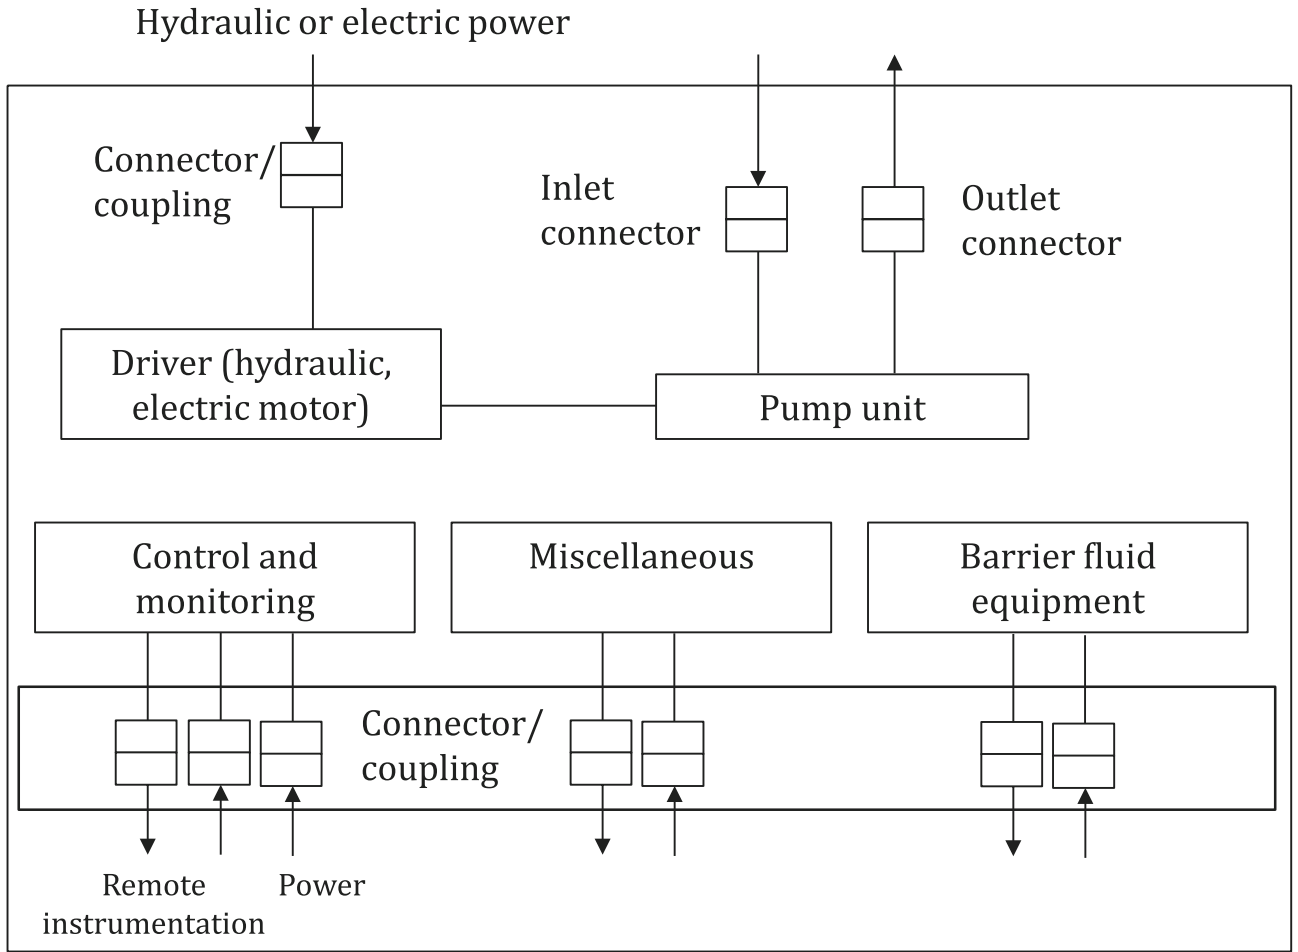 Hydraulic or electric power
Connector/
coupling
Inlet
connector
Outlet
connector
Driver (hydraulic,
electric motor)
Pump unit
Control and
monitoring
Miscellaneous
Barrier fluid
equipment
Connector/
coupling
Remote
instrumentation
Power